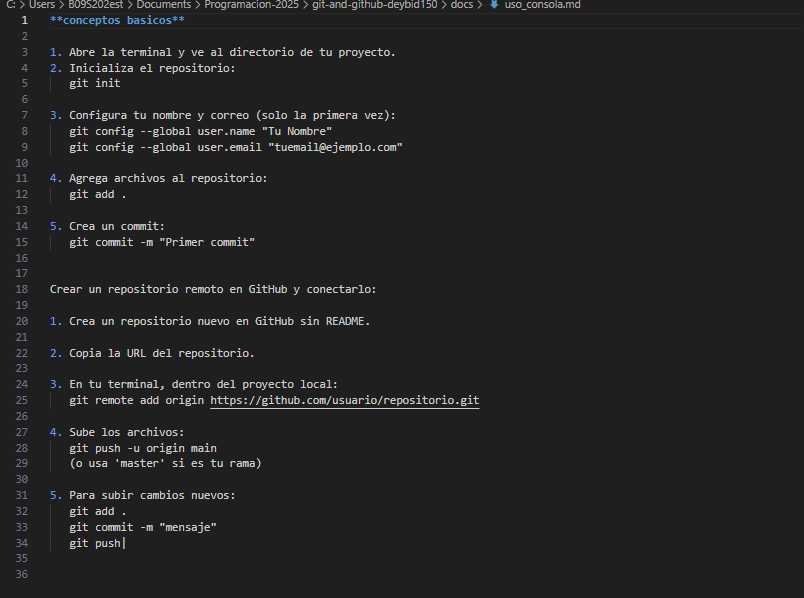 C: > Users > B09S202est > Documents > Programacion-2025 > git-and-github-deybid150 > docs > uso_consola.md
1 **conceptos basicos**
2
3 1. Abre la terminal y ve al directorio de tu proyecto.
4 2. Inicializa el repositorio:
5 git init
6
7 3. Configura tu nombre y correo (solo la primera vez):
8 git config --global user.name "Tu Nombre"
9 git config --global user.email "tuemail@ejemplo.com"
10
11 4. Agrega archivos al repositorio:
12 git add .
13
14 5. Crea un commit:
15 git commit -m "Primer commit"
16
17
18 Crear un repositorio remoto en GitHub y conectarlo:
19
20 1. Crea un repositorio nuevo en GitHub sin README.
21
22 2. Copia la URL del repositorio.
23
24 3. En tu terminal, dentro del proyecto local:
25 git remote add origin https://github.com/usuario/repositorio.git
26
27 4. Sube los archivos:
28 git push -u origin main
29 (o usa 'master' si es tu rama)
30
31 5. Para subir cambios nuevos:
32 git add .
33 git commit -m "mensaje"
34 git push
35
36